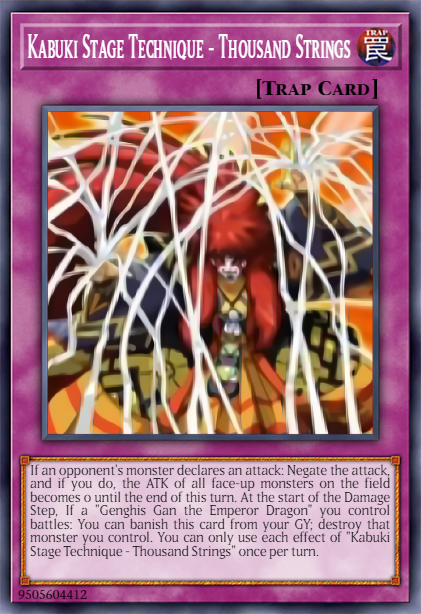 Kabuki Stage Technique - Thousand Strings
TRAP
罠
[Trap Card]
If an opponent's monster declares an attack: Negate the attack,
and if you do, the ATK of all face-up monsters on the field
becomes 0 until the end of this turn. At the start of the Damage
Step, If a "Genghis Gan the Emperor Dragon" you control
battles: You can banish this card from your GY; destroy that
monster you control. You can only use each effect of "Kabuki
Stage Technique - Thousand Strings" once per turn.
9505604412